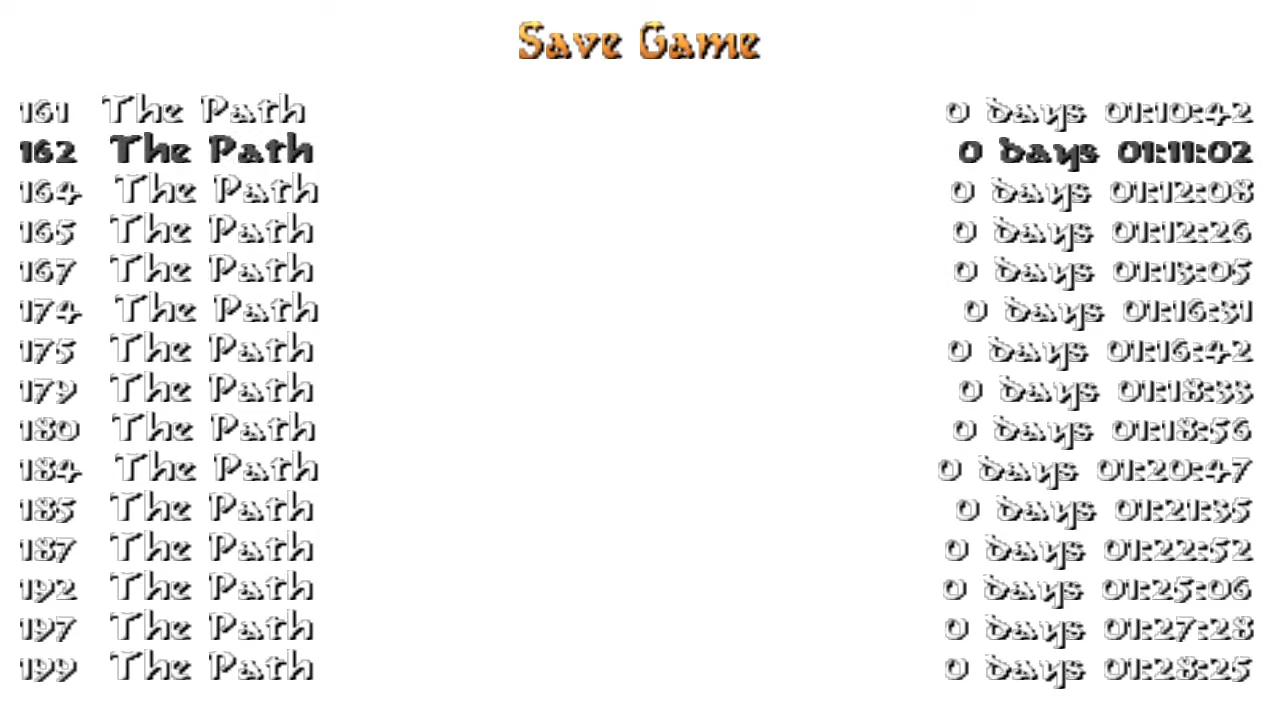 Save Game
161 The Path 0 days 01:10:42
162 The Path 0 days 01:11:02
164 The Path 0 days 01:12:08
165 The Path 0 days 01:12:26
167 The Path 0 days 01:13:05
174 The Path 0 days 01:16:31
175 The Path 0 days 01:16:42
179 The Path 0 days 01:18:33
180 The Path 0 days 01:18:56
184 The Path 0 days 01:20:47
185 The Path 0 days 01:21:35
187 The Path 0 days 01:22:52
192 The Path 0 days 01:25:06
197 The Path 0 days 01:27:28
199 The Path 0 days 01:28:25